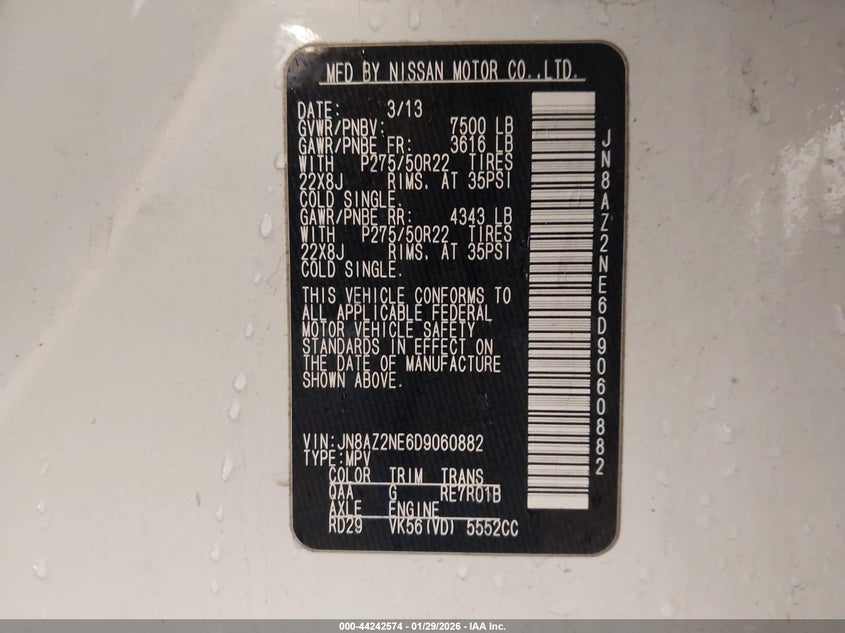 MFD BY NISSAN MOTOR CO.,LTD.
DATE: 3/13
GVWR/PNBV: 7500 LB
GAWR/PNBE FR: 3616 LB
WITH P275/50R22 TIRES
22X8J RIMS. AT 35PSI
COLD SINGLE.
GAWR/PNBE RR: 4343 LB
WITH P275/50R22 TIRES
22X8J RIMS. AT 35PSI
COLD SINGLE.
THIS VEHICLE CONFORMS TO
ALL APPLICABLE FEDERAL
MOTOR VEHICLE SAFETY
STANDARDS IN EFFECT ON
THE DATE OF MANUFACTURE
SHOWN ABOVE.
VIN:JN8AZ2NE6D9060882
TYPE:MPV
COLOR TRIM TRANS
QAA G RE7R01B
AXLE ENGINE
RD29 VK56(VD) 5552CC
JN8AZ2NE6D9060882
000-44242574 - 01/29/2026 - IAA Inc.